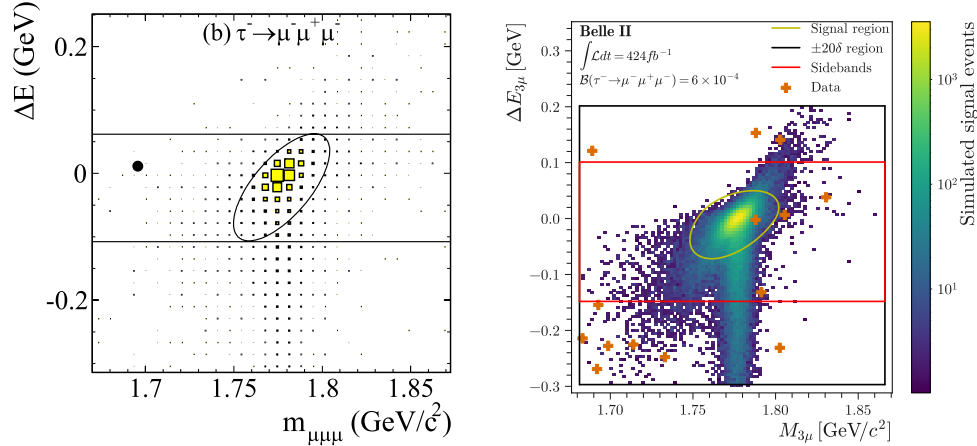 (b) τ⁻→μ⁻μ⁺μ⁻
ΔE (GeV)
0.2
0
-0.2
1.7
1.75
1.8
1.85
m_μμμ (GeV/c²)
Belle II
∫Ldt = 424 fb⁻¹
B(τ⁻→μ⁻μ⁺μ⁻) = 6 × 10⁻⁴
Signal region
±20δ region
Sidebands
Data
ΔE_3μ [GeV]
0.3
0.2
0.1
0.0
−0.1
−0.2
−0.3
1.70
1.75
1.80
1.85
M_3μ [GeV/c²]
10³
10²
10¹
Simulated signal events